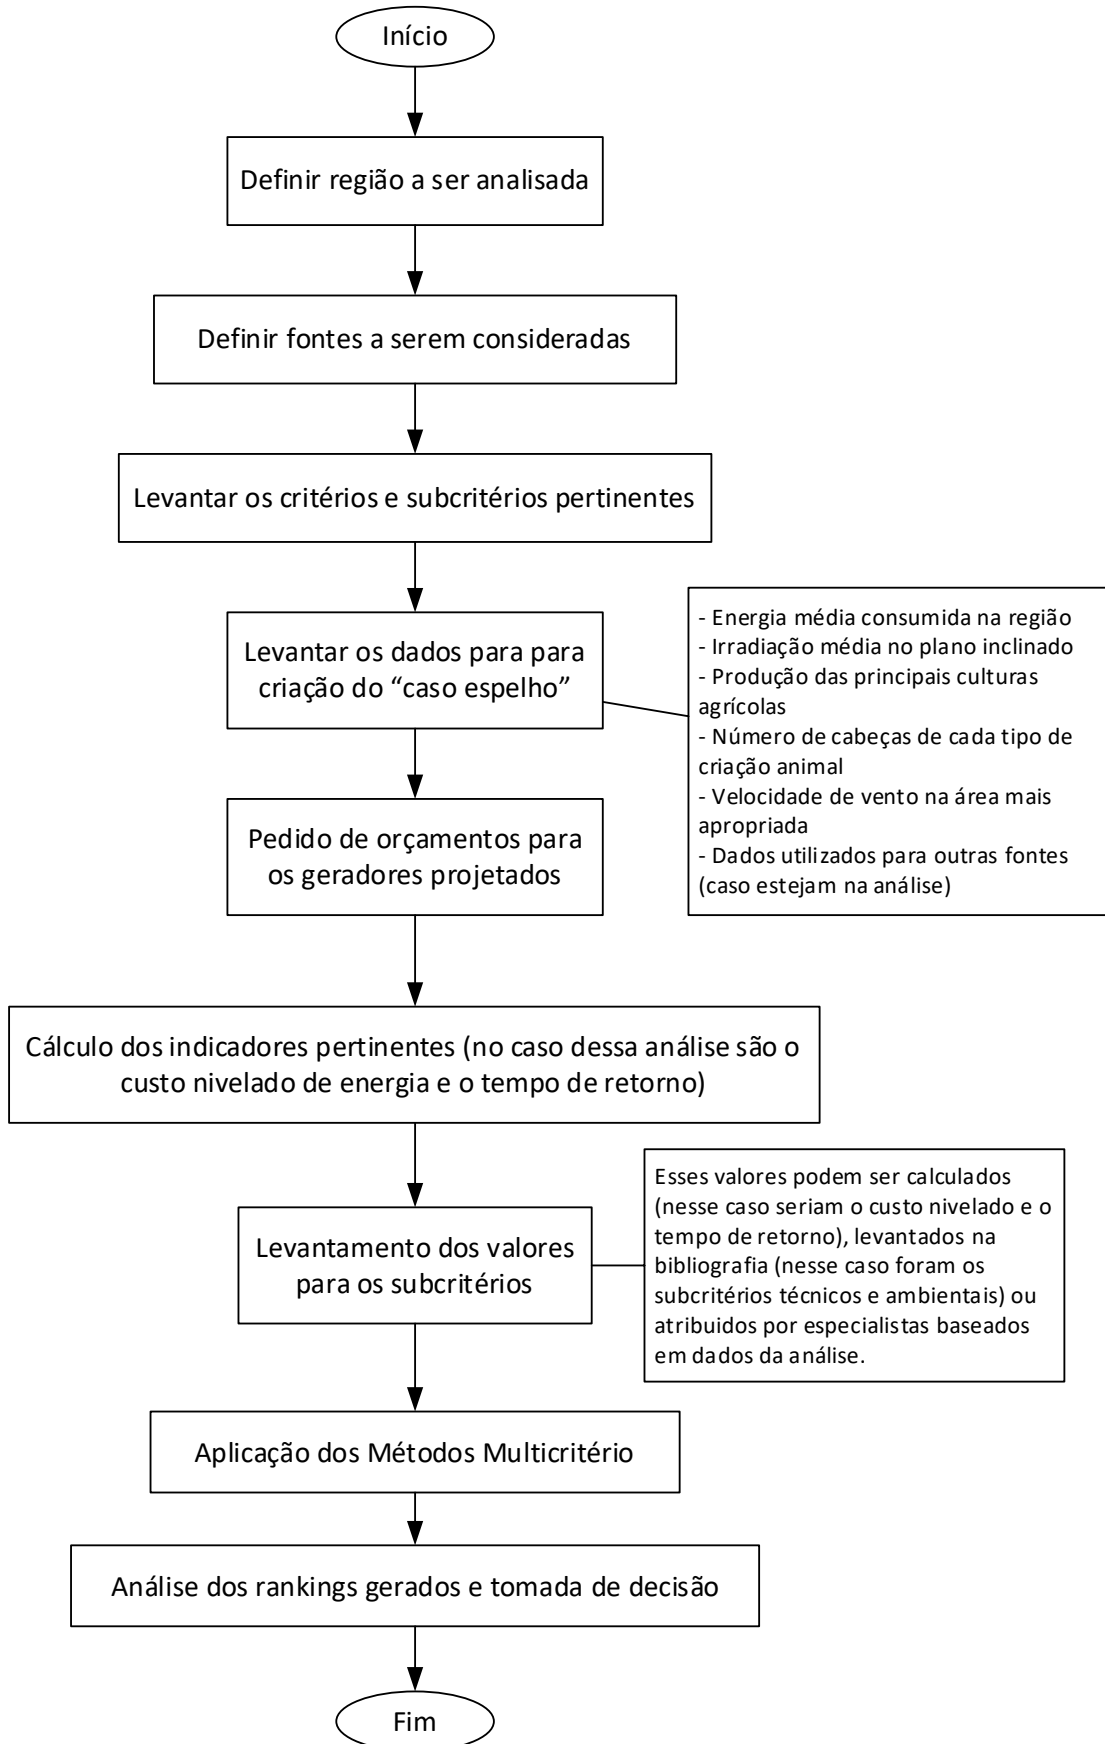 Início
Definir região a ser analisada
Definir fontes a serem consideradas
Levantar os critérios e subcritérios pertinentes
Levantar os dados para para
criação do “caso espelho”
- Energia média consumida na região
- Irradiação média no plano inclinado
- Produção das principais culturas
agrícolas
- Número de cabeças de cada tipo de
criação animal
- Velocidade de vento na área mais
apropriada
- Dados utilizados para outras fontes
(caso estejam na análise)
Pedido de orçamentos para
os geradores projetados
Cálculo dos indicadores pertinentes (no caso dessa análise são o
custo nivelado de energia e o tempo de retorno)
Levantamento dos valores
para os subcritérios
Esses valores podem ser calculados
(nesse caso seriam o custo nivelado e o
tempo de retorno), levantados na
bibliografia (nesse caso foram os
subcritérios técnicos e ambientais) ou
atribuidos por especialistas baseados
em dados da análise.
Aplicação dos Métodos Multicritério
Análise dos rankings gerados e tomada de decisão
Fim